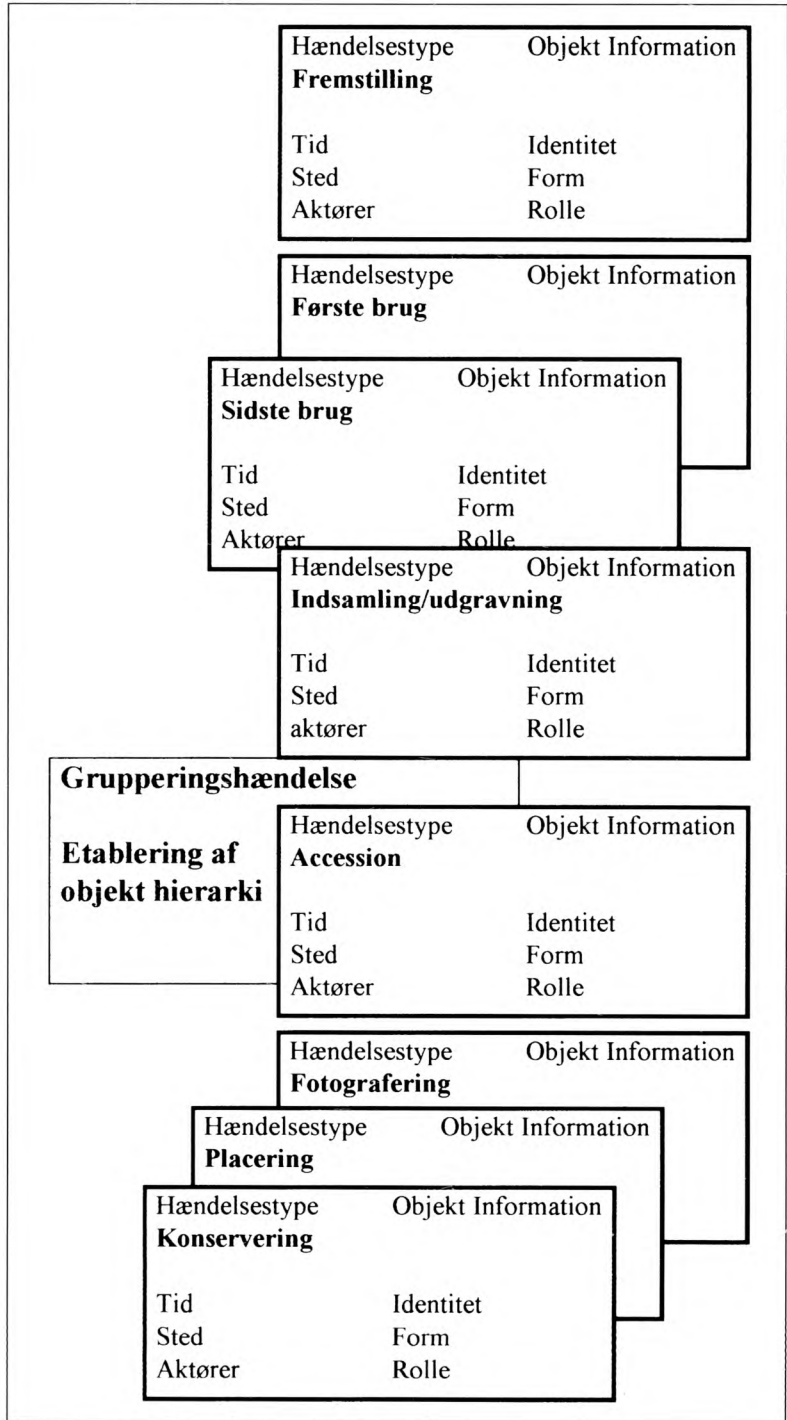 Hændelsestype Objekt Information
Fremstilling
Tid Identitet
Sted Form
Aktører Rolle
Hændelsestype Objekt Information
Første brug
Hændelsestype Objekt Information
Sidste brug
Tid Identitet
Sted Form
Aktører Rolle
Hændelsestype Objekt Information
Indsamling/udgravning
Tid Identitet
Sted Form
aktører Rolle
Grupperingshændelse
Etablering af
objekt hierarki
Hændelsestype Objekt Information
Accession
Tid Identitet
Sted Form
Aktører Rolle
Hændelsestype Objekt Information
Fotografering
Hændelsestype Objekt Information
Placering
Hændelsestype Objekt Information
Konservering
Tid Identitet
Sted Form
Aktører Rolle